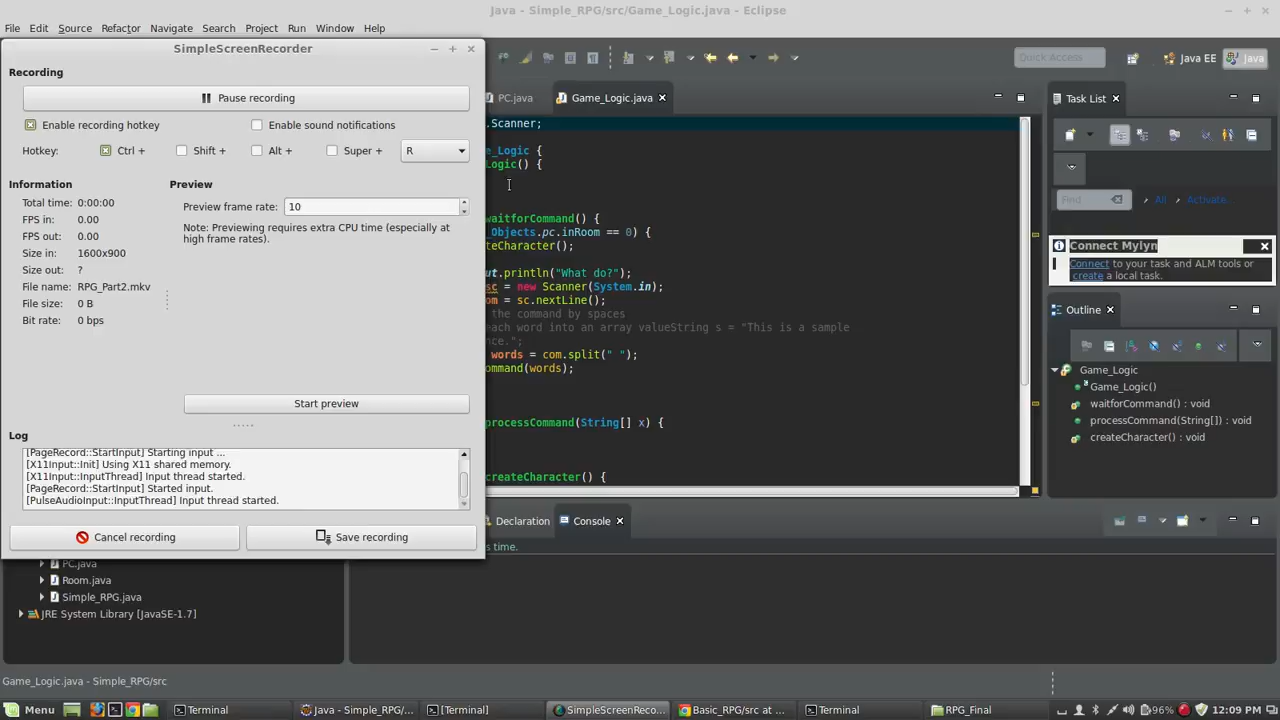 Java - Simple_RPG/src/Game_Logic.java - Eclipse
File Edit Source Refactor Navigate Search Project Run Window Help
SimpleScreenRecorder
Recording
Pause recording
Enable recording hotkey
Enable sound notifications
Hotkey:
Ctrl +
Shift +
Alt +
Super +
R
Information
Total time: 0:00:00
FPS in: 0.00
FPS out: 0.00
Size in: 1600x900
Size out: ?
File name: RPG_Part2.mkv
File size: 0 B
Bit rate: 0 bps
Preview
Preview frame rate: 10
Note: Previewing requires extra CPU time (especially at
high frame rates).
Start preview
Log
[PageRecord::StartInput] Starting input ...
[X11Input::Init] Using X11 shared memory.
[X11Input::InputThread] Input thread started.
[PageRecord::StartInput] Started input.
[PulseAudioInput::InputThread] Input thread started.
Cancel recording
Save recording
PC.java
Room.java
Simple_RPG.java
JRE System Library [JavaSE-1.7]
Quick Access
Java EE
Java
PC.java
Game_Logic.java
.Scanner;
e_Logic {
Logic() {
waitforCommand() {
_Objects.pc.inRoom == 0) {
teCharacter();
ut.println("What do?");
sc = new Scanner(System.in);
om = sc.nextLine();
the command by spaces
each word into an array valueString s = "This is a sample
nce.";
words = com.split(" ");
ommand(words);
processCommand(String[] x) {
createCharacter() {
Declaration
Console
s time.
Task List
Find
All
Activate...
Connect Mylyn
Connect to your task and ALM tools or
create a local task.
Outline
Game_Logic
Game_Logic()
waitforCommand() : void
processCommand(String[]) : void
createCharacter() : void
Game_Logic.java - Simple_RPG/src
Menu
Terminal
Java - Simple_RPG/...
[Terminal]
SimpleScreenReco...
Basic_RPG/src at ...
Terminal
RPG_Final
96%
12:09 PM